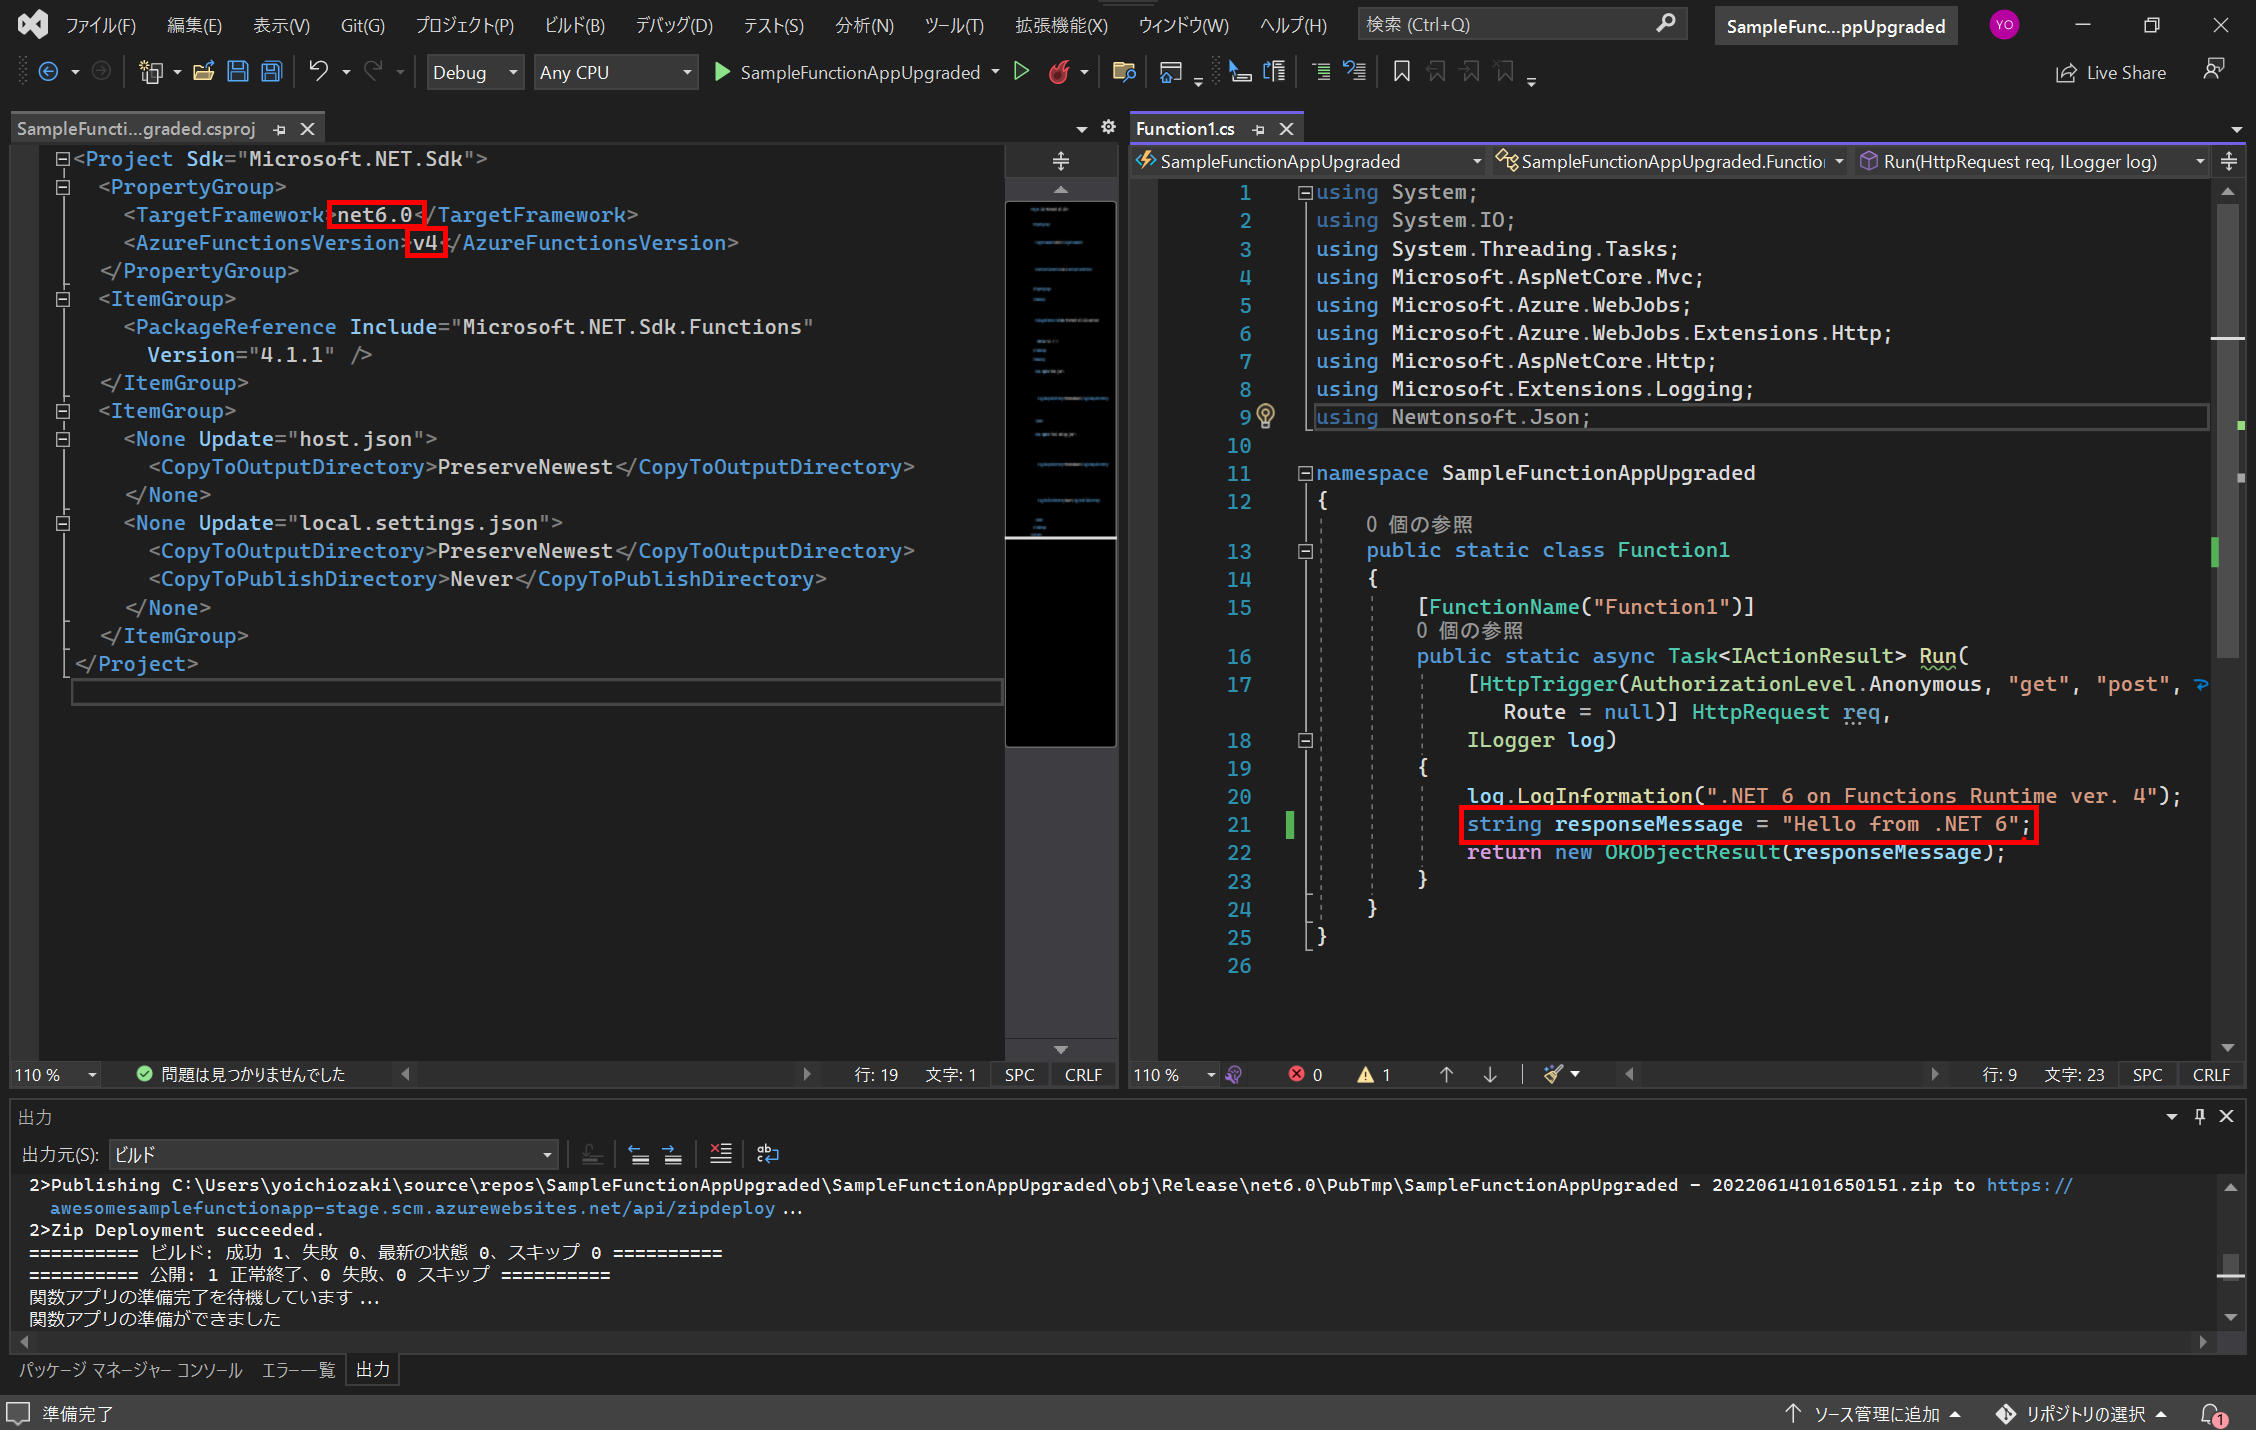 ファイル(F) 編集(E) 表示(V) Git(G) プロジェクト(P) ビルド(B) デバッグ(D) テスト(S) 分析(N) ツール(T) 拡張機能(X) ウィンドウ(W) ヘルプ(H) 検索 (Ctrl+Q) SampleFunc...ppUpgraded YO
Debug Any CPU SampleFunctionAppUpgraded Live Share
SampleFuncti...graded.csproj
<Project Sdk="Microsoft.NET.Sdk">
<PropertyGroup>
<TargetFramework>net6.0</TargetFramework>
<AzureFunctionsVersion>v4</AzureFunctionsVersion>
</PropertyGroup>
<ItemGroup>
<PackageReference Include="Microsoft.NET.Sdk.Functions"
Version="4.1.1" />
</ItemGroup>
<ItemGroup>
<None Update="host.json">
<CopyToOutputDirectory>PreserveNewest</CopyToOutputDirectory>
</None>
<None Update="local.settings.json">
<CopyToOutputDirectory>PreserveNewest</CopyToOutputDirectory>
<CopyToPublishDirectory>Never</CopyToPublishDirectory>
</None>
</ItemGroup>
</Project>
110 % 問題は見つかりませんでした 行: 19 文字: 1 SPC CRLF
Function1.cs
SampleFunctionAppUpgraded SampleFunctionAppUpgraded.Functio Run(HttpRequest req, ILogger log)
1 using System;
2 using System.IO;
3 using System.Threading.Tasks;
4 using Microsoft.AspNetCore.Mvc;
5 using Microsoft.Azure.WebJobs;
6 using Microsoft.Azure.WebJobs.Extensions.Http;
7 using Microsoft.AspNetCore.Http;
8 using Microsoft.Extensions.Logging;
9 using Newtonsoft.Json;
10
11 namespace SampleFunctionAppUpgraded
12 {
0 個の参照
13 public static class Function1
14 {
15 [FunctionName("Function1")]
0 個の参照
16 public static async Task<IActionResult> Run(
17 [HttpTrigger(AuthorizationLevel.Anonymous, "get", "post",
Route = null)] HttpRequest req,
18 ILogger log)
19 {
20 log.LogInformation(".NET 6 on Functions Runtime ver. 4");
21 string responseMessage = "Hello from .NET 6";
22 return new OkObjectResult(responseMessage);
23 }
24 }
25 }
26
110 % 0 1 行: 9 文字: 23 SPC CRLF
出力
出力元(S): ビルド
2>Publishing C:\Users\yoichiozaki\source\repos\SampleFunctionAppUpgraded\SampleFunctionAppUpgraded\obj\Release\net6.0\PubTmp\SampleFunctionAppUpgraded - 20220614101650151.zip to https://
awesomesamplefunctionapp-stage.scm.azurewebsites.net/api/zipdeploy ...
2>Zip Deployment succeeded.
========== ビルド: 成功 1、失敗 0、最新の状態 0、スキップ 0 ==========
========== 公開: 1 正常終了、0 失敗、0 スキップ ==========
関数アプリの準備完了を待機しています ...
関数アプリの準備ができました
パッケージ マネージャー コンソール エラー一覧 出力
準備完了 ソース管理に追加 リポジトリの選択 1